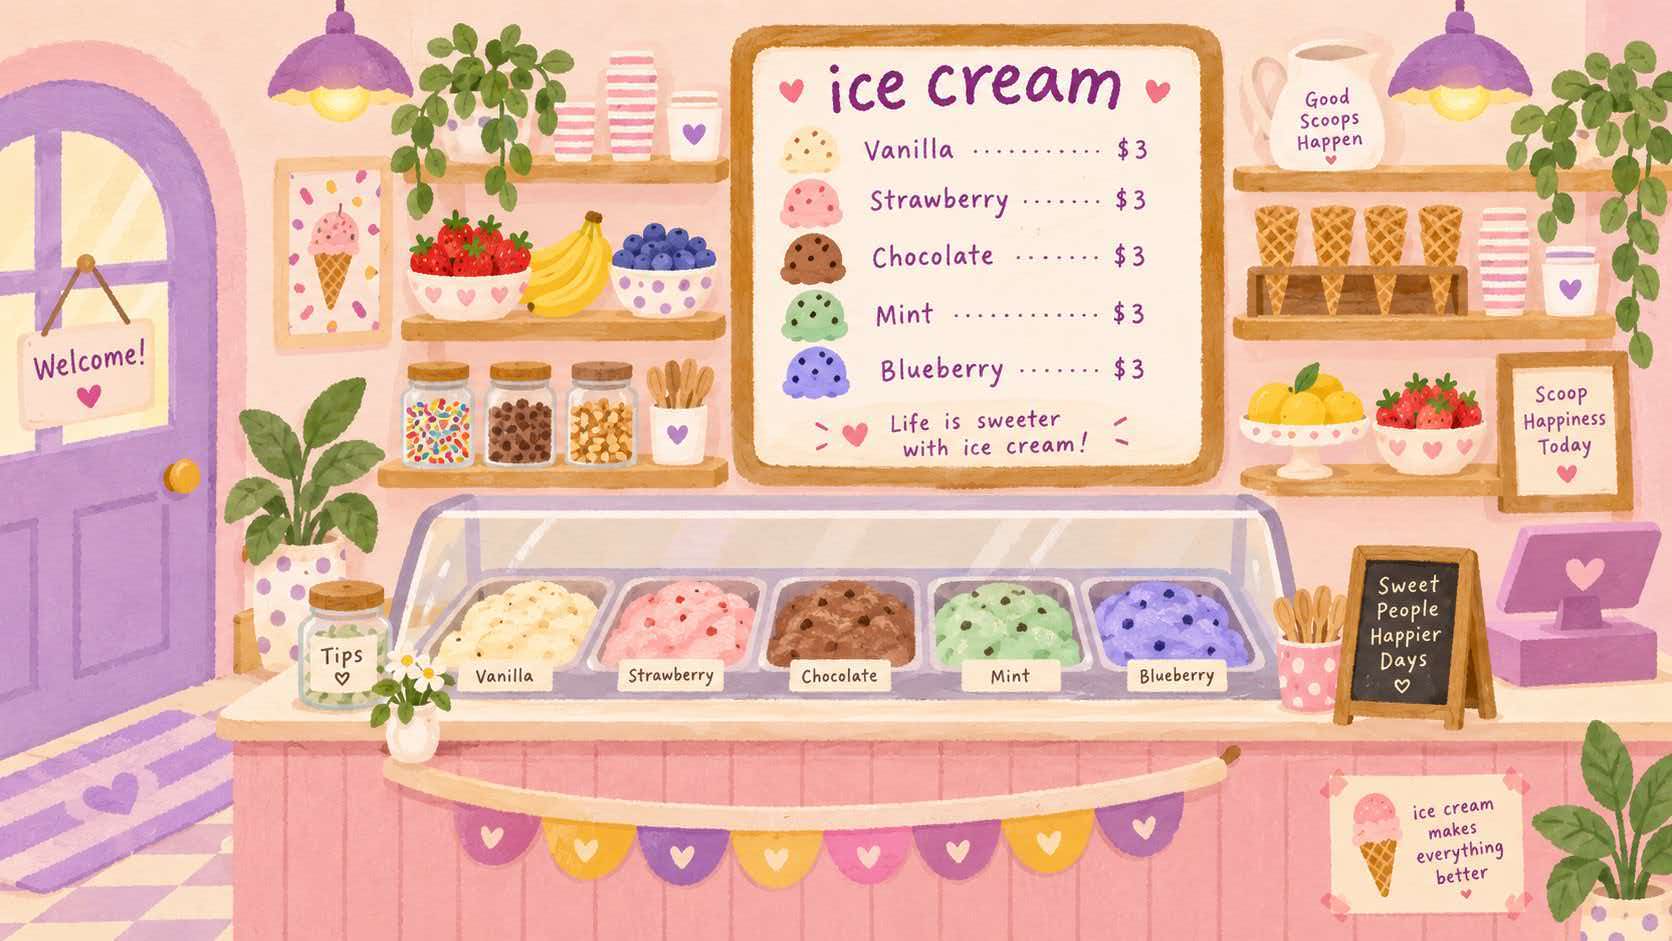 Welcome!
ice cream
Vanilla ........... $3
Strawberry ....... $3
Chocolate ....... $3
Mint ............ $3
Blueberry ....... $3
Life is sweeter
with ice cream!
Good
Scoops
Happen
Scoop
Happiness
Today
Tips
Vanilla
Strawberry
Chocolate
Mint
Blueberry
Sweet
People
Happier
Days
ice cream
makes
everything
better